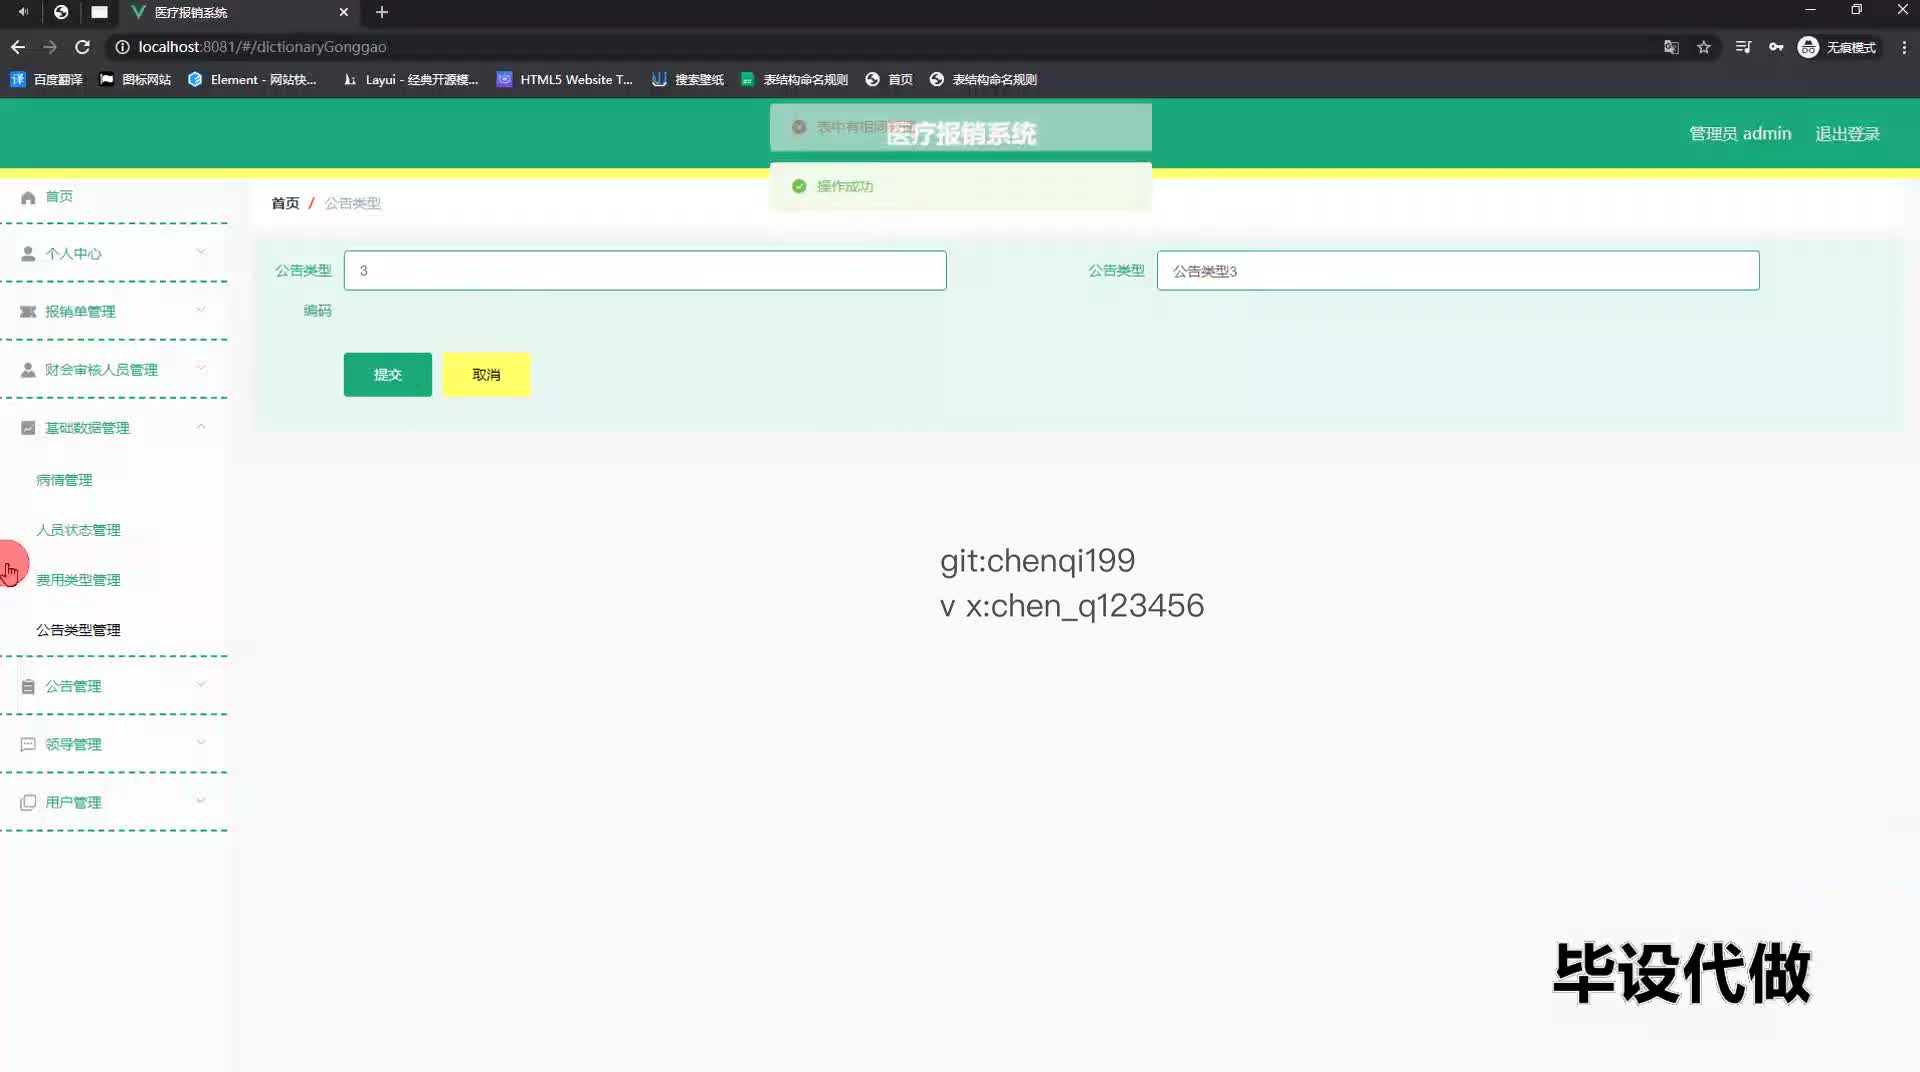 医疗报销系统
localhost:8081/#/dictionaryGonggao
无痕模式
百度翻译
图标网站
Element - 网站快...
Layui - 经典开源模...
HTML5 Website T...
搜索壁纸
表结构命名规则
首页
表结构命名规则
表中有相同
医疗报销系统
管理员 admin
退出登录
操作成功
首页
个人中心
报销单管理
财会审核人员管理
基础数据管理
病情管理
人员状态管理
费用类型管理
公告类型管理
公告管理
领导管理
用户管理
首页 / 公告类型
公告类型
编码
3
公告类型
公告类型3
提交
取消
git:chenqi199
v x:chen_q123456
毕设代做